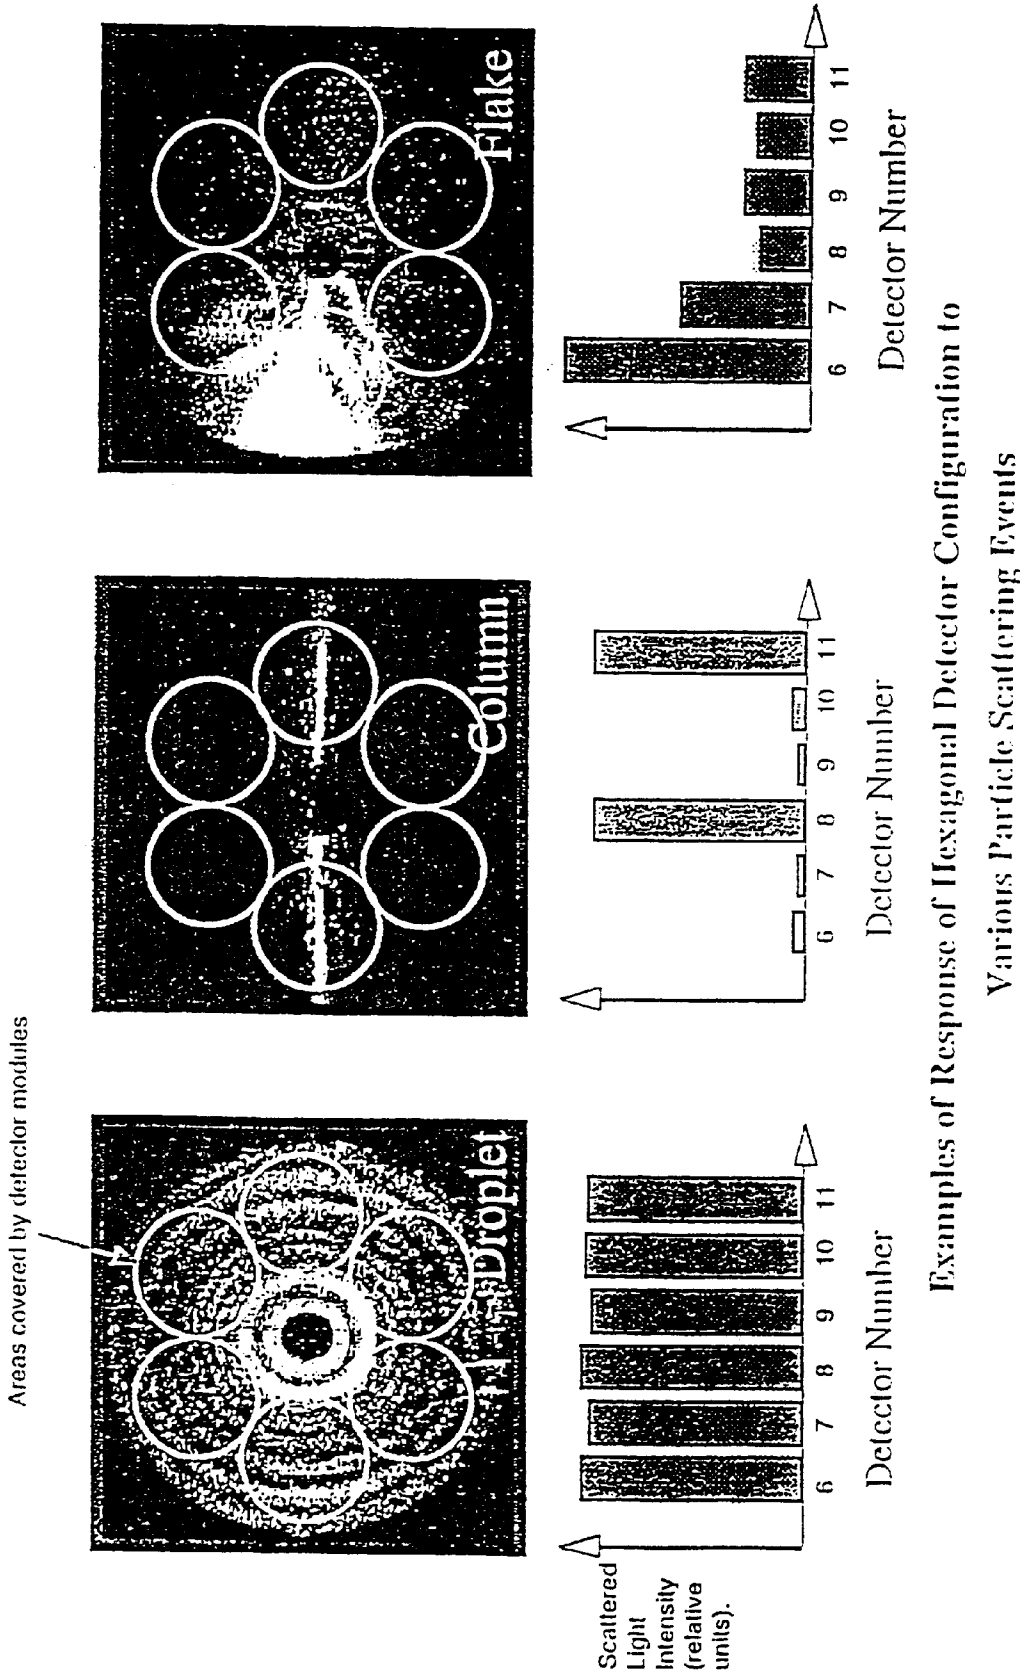 Areas covered by detector modules
Droplet
Column
Flake
Scattered
Light
Intensity
(relative
units).
6 7 8 9 10 11
Detector Number
6 7 8 9 10 11
Detector Number
6 7 8 9 10 11
Detector Number
Examples of Response of Hexagonal Detector Configuration to
Various Particle Scattering Events